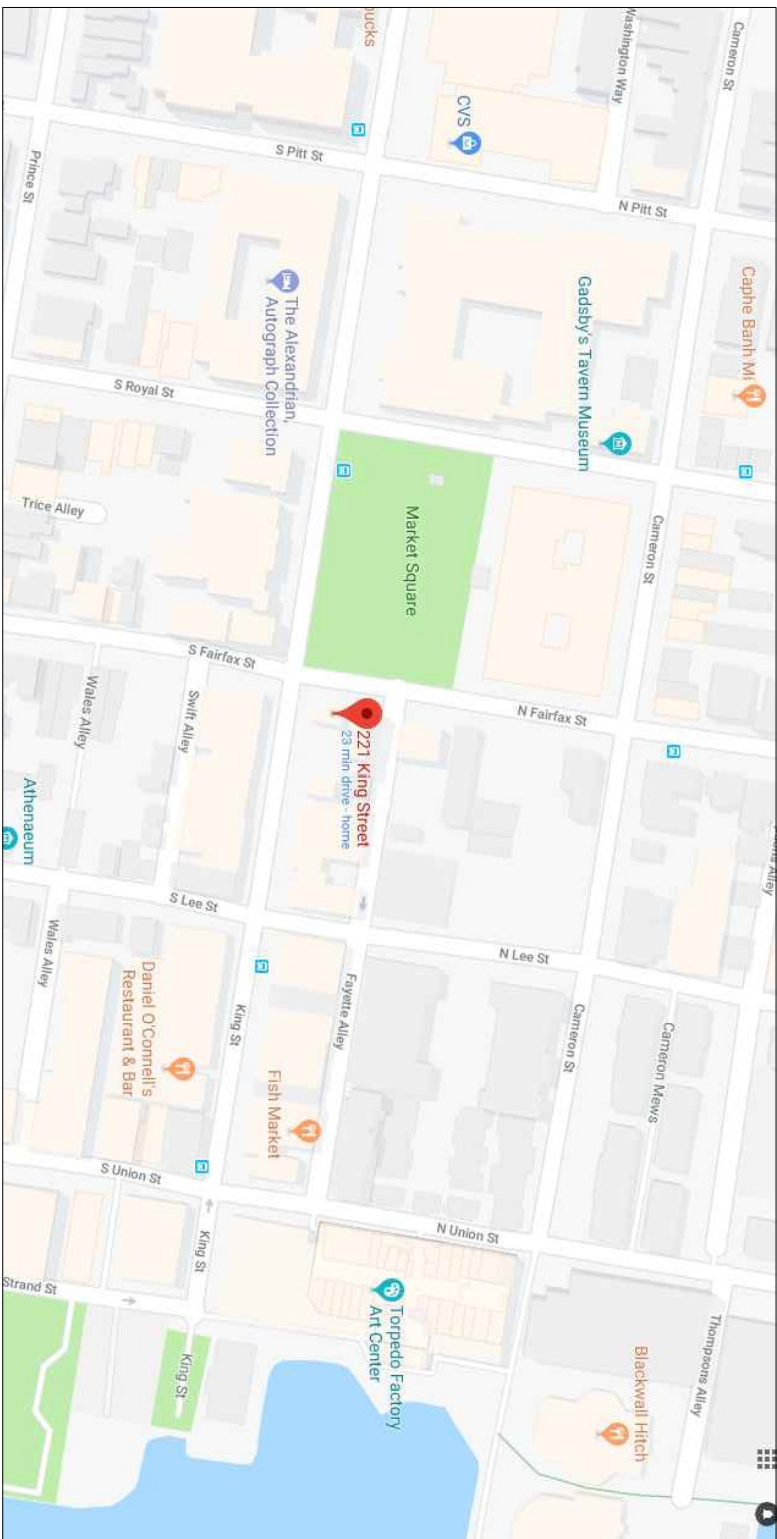 Cameron St
Caphe Banh Mi
Thompsons Alley
Cameron Mews
Cameron St
Washington Way
N Pitt St
Blackwall Hitch
Gadsby's Tavern Museum
Cameron St
N Fairfax St
N Lee St
N Union St
CVS
Market Square
Torpedo Factory
Art Center
221 King Street
23 min drive - home
Fayette Alley
S Pitt St
The Alexandrian,
Autograph Collection
Fish Market
King St
King St
King St
S Fairfax St
S Lee St
Swift Alley
Daniel O'Connell's
Restaurant & Bar
S Royal St
S Union St
Wales Alley
Trice Alley
Wales Alley
Prince St
Athenaeum
Strand St